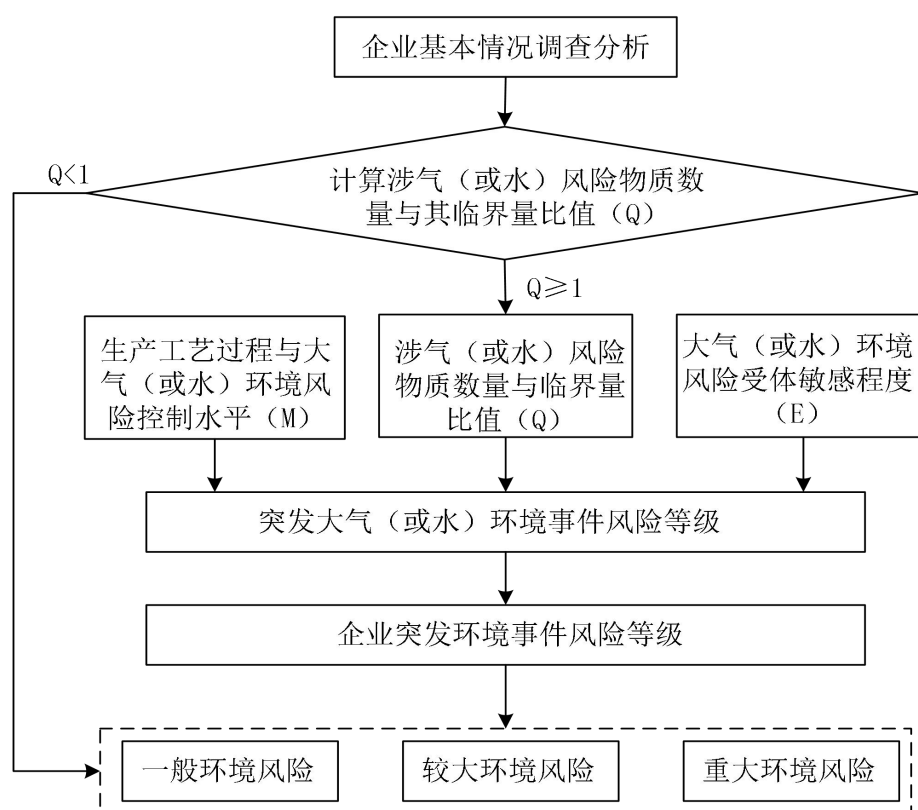 企业基本情况调查分析
Q<1
计算涉气（或水）风险物质数
量与其临界量比值（Q）
Q≥1
生产工艺过程与大
气（或水）环境风
险控制水平（M）
涉气（或水）风险
物质数量与临界量
比值（Q）
大气（或水）环境
风险受体敏感程度
（E）
突发大气（或水）环境事件风险等级
企业突发环境事件风险等级
一般环境风险
较大环境风险
重大环境风险